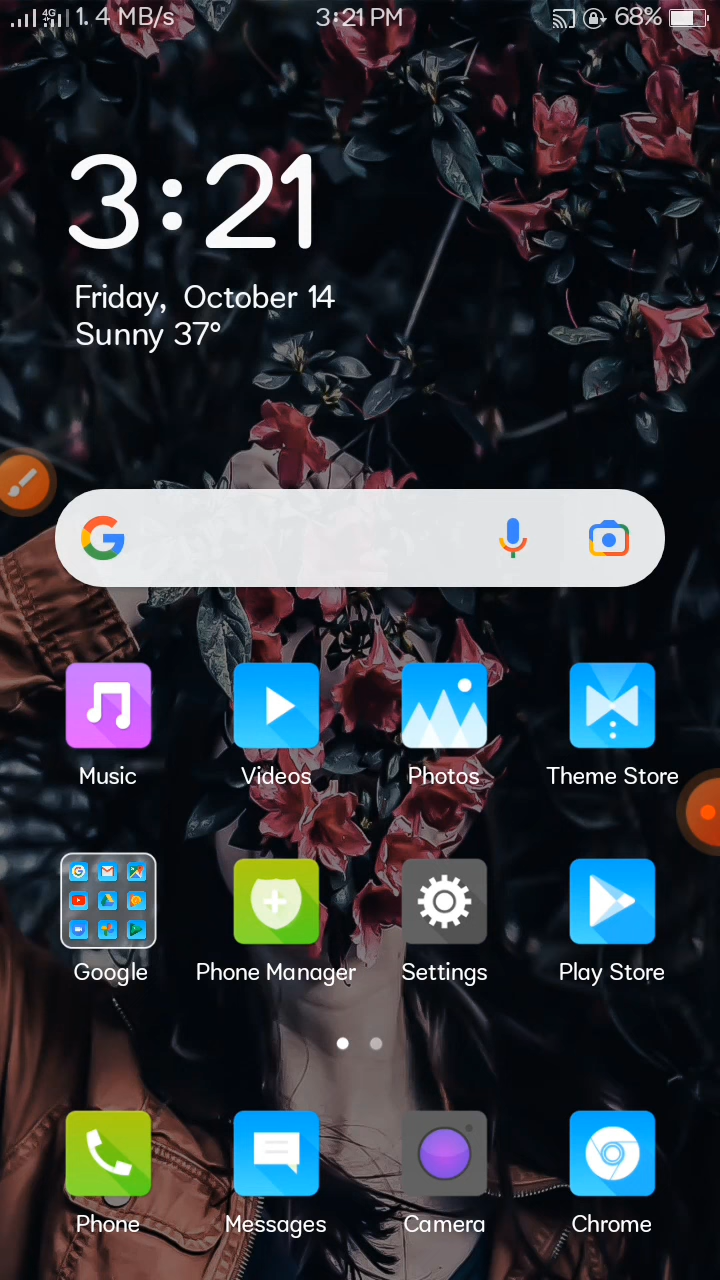 4G 1. 4 MB/s 3:21 PM 68%
3:21
Friday, October 14
Sunny 37°
Music Videos Photos Theme Store
Google Phone Manager Settings Play Store
Phone Messages Camera Chrome